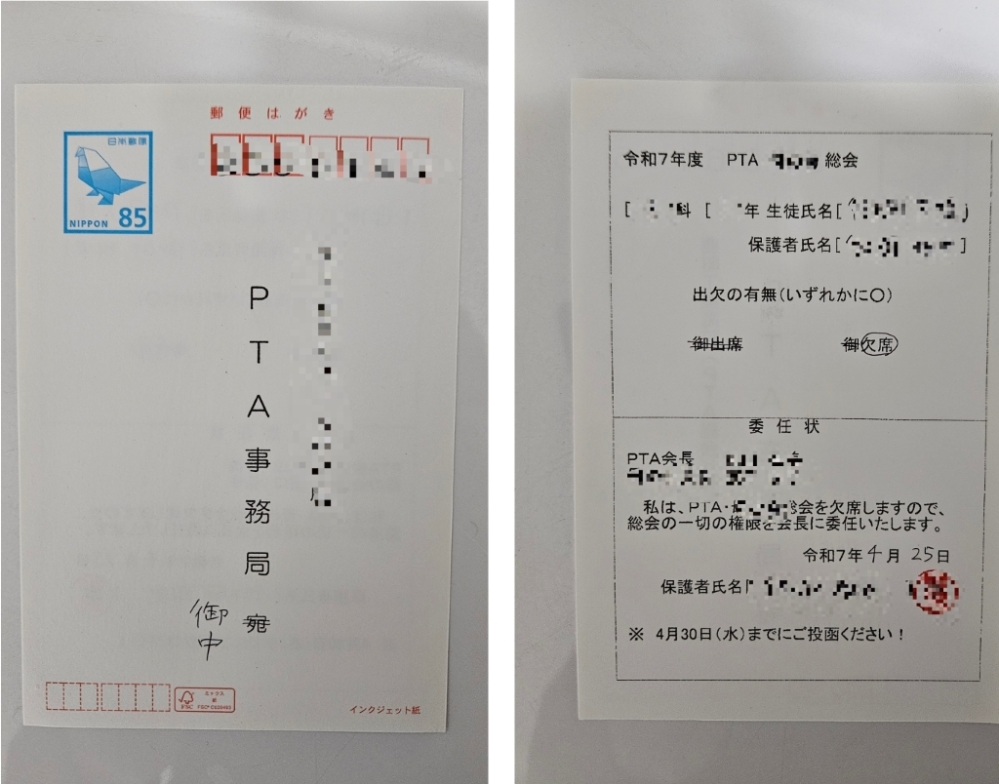 郵便はがき
日本郵便
NIPPON 85
PTA事務局宛
御中
インクジェット紙
令和7年度 PTA 総会
[ 科 [ 年 生徒氏名[ ]
保護者氏名[ ]
出欠の有無(いずれかに〇)
御出席 御欠席
委任状
PTA会長
私は、PTA・ 総会を欠席しますので、
総会の一切の権限を会長に委任いたします。
令和7年4月25日
保護者氏名[
※ 4月30日(水)までにご投函ください!